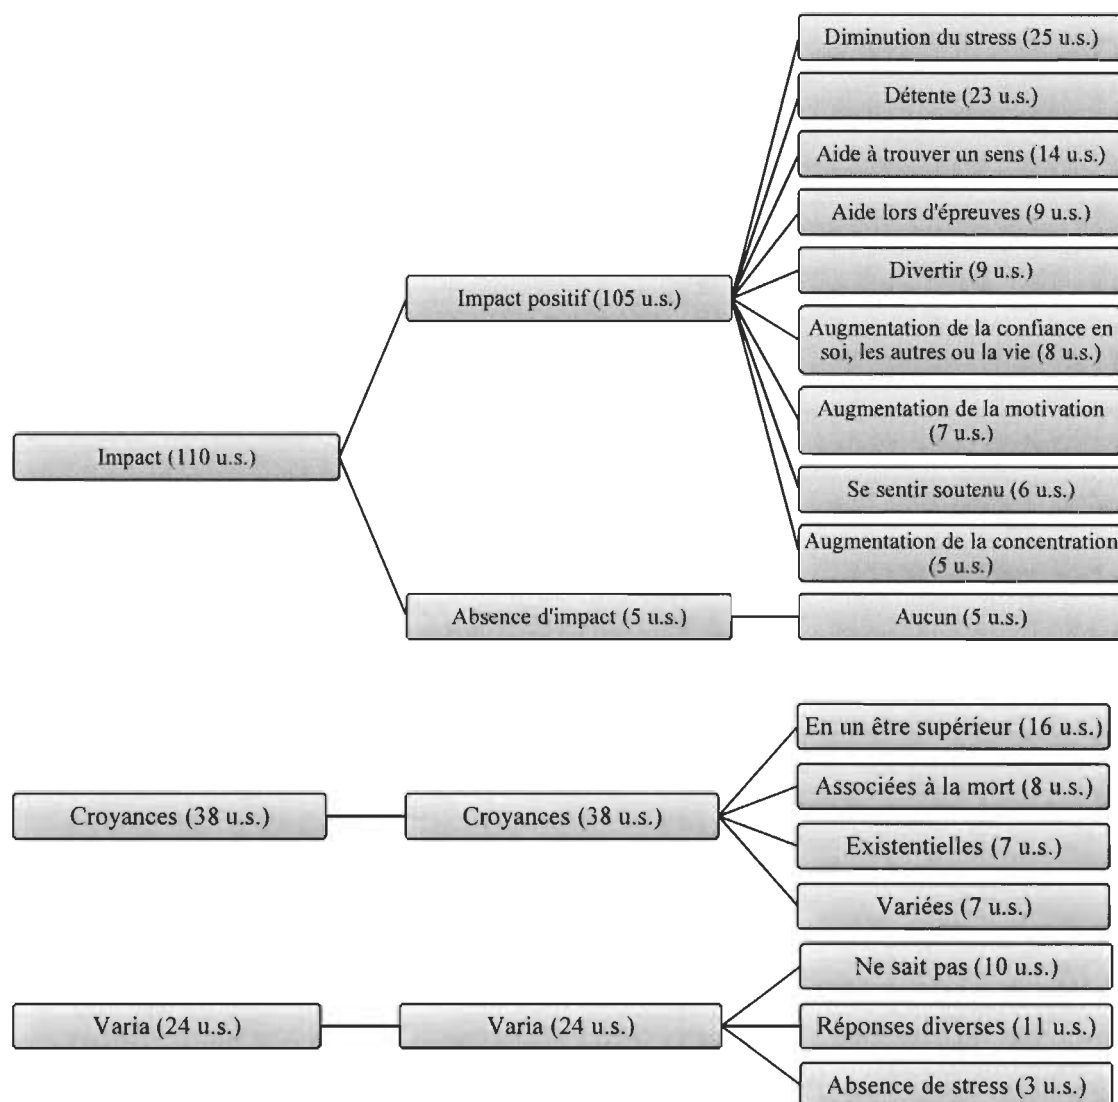 Diminution du stress (25 u.s.)
Détente (23 u.s.)
Aide à trouver un sens (14 u.s.)
Aide lors d'épreuves (9 u.s.)
Divertir (9 u.s.)
Impact positif (105 u.s.)
Augmentation de la confiance en
soi, les autres ou la vie (8 u.s.)
Augmentation de la motivation
(7 u.s.)
Impact (110 u.s.)
Se sentir soutenu (6 u.s.)
Augmentation de la concentration
(5 u.s.)
Absence d'impact (5 u.s.)
Aucun (5 u.s.)
En un être supérieur (16 u.s.)
Associées à la mort (8 u.s.)
Croyances (38 u.s.)
Croyances (38 u.s.)
Existentielles (7 u.s.)
Variées (7 u.s.)
Ne sait pas (10 u.s.)
Varia (24 u.s.)
Varia (24 u.s.)
Réponses diverses (11 u.s.)
Absence de stress (3 u.s.)